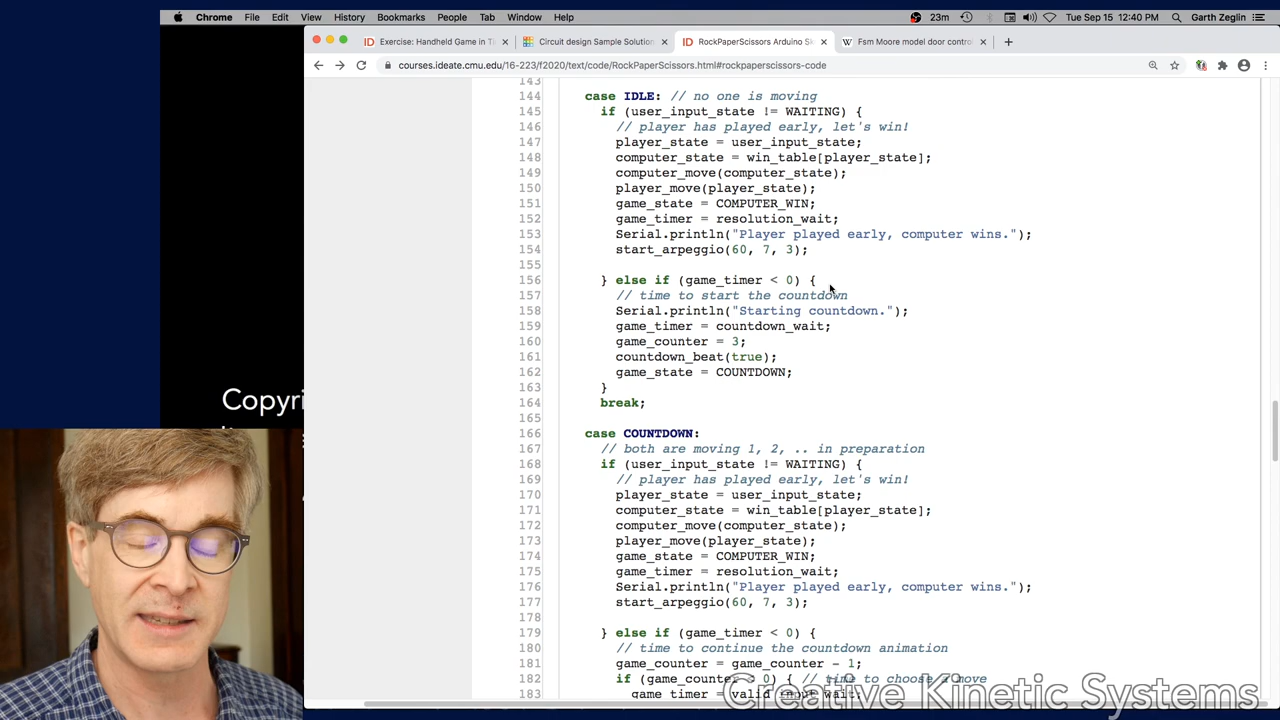 Chrome File Edit View History Bookmarks People Tab Window Help 23m Tue Sep 15 12:40 PM Garth Zeglin
Exercise: Handheld Game in Ti Circuit design Sample Solution RockPaperScissors Arduino Sk Fsm Moore model door contro
courses.ideate.cmu.edu/16-223/f2020/text/code/RockPaperScissors.html#rockpaperscissors-code
143
144 case IDLE: // no one is moving
145 if (user_input_state != WAITING) {
146 // player has played early, let's win!
147 player_state = user_input_state;
148 computer_state = win_table[player_state];
149 computer_move(computer_state);
150 player_move(player_state);
151 game_state = COMPUTER_WIN;
152 game_timer = resolution_wait;
153 Serial.println("Player played early, computer wins.");
154 start_arpeggio(60, 7, 3);
155
156 } else if (game_timer < 0) {
157 // time to start the countdown
158 Serial.println("Starting countdown.");
159 game_timer = countdown_wait;
160 game_counter = 3;
161 countdown_beat(true);
162 game_state = COUNTDOWN;
163 }
164 break;
165
166 case COUNTDOWN:
167 // both are moving 1, 2, .. in preparation
168 if (user_input_state != WAITING) {
169 // player has played early, let's win!
170 player_state = user_input_state;
171 computer_state = win_table[player_state];
172 computer_move(computer_state);
173 player_move(player_state);
174 game_state = COMPUTER_WIN;
175 game_timer = resolution_wait;
176 Serial.println("Player played early, computer wins.");
177 start_arpeggio(60, 7, 3);
178
179 } else if (game_timer < 0) {
180 // time to continue the countdown animation
181 game_counter = game_counter - 1;
182 if (game_counter > 0) { // time to choose a move
183 game_timer = valid_input_wait;
Copyri
Creative Kinetic Systems